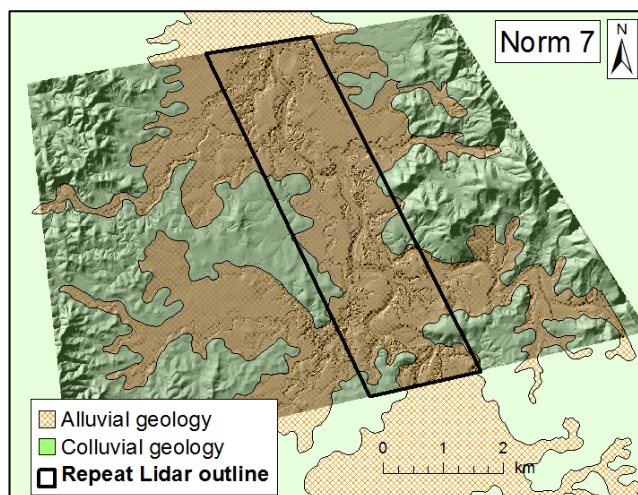 Norm 7
N
Alluvial geology
Colluvial geology
Repeat Lidar outline
0 1 2
km